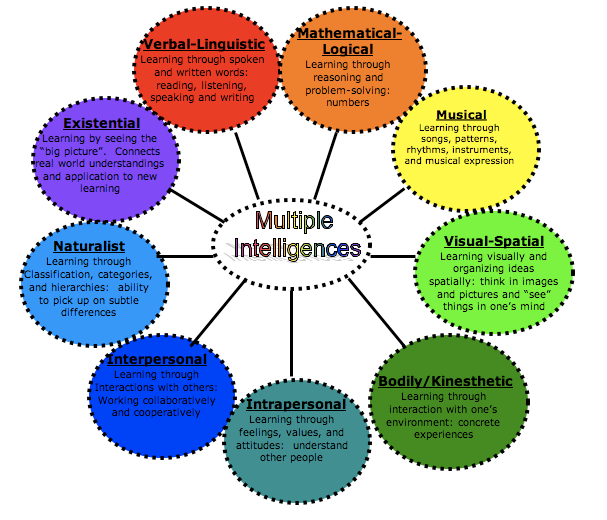 Verbal-Linguistic
Learning through spoken
and written words:
reading, listening,
speaking and writing
Mathematical-
Logical
Learning through
reasoning and
problem-solving:
numbers
Musical
Learning through
songs, patterns,
rhythms, instruments,
and musical expression
Existential
Learning by seeing the
“big picture”. Connects
real world understandings
and application to new
learning
Multiple
Intelligences
Visual-Spatial
Learning visually and
organizing ideas
spatially: think in images
and pictures and “see”
things in one’s mind
Naturalist
Learning through
Classification, categories,
and hierarchies: ability
to pick up on subtle
differences
Interpersonal
Learning through
Interactions with others:
Working collaboratively
and cooperatively
Intrapersonal
Learning through
feelings, values, and
attitudes: understand
other people
Bodily/Kinesthetic
Learning through
interaction with one’s
environment: concrete
experiences